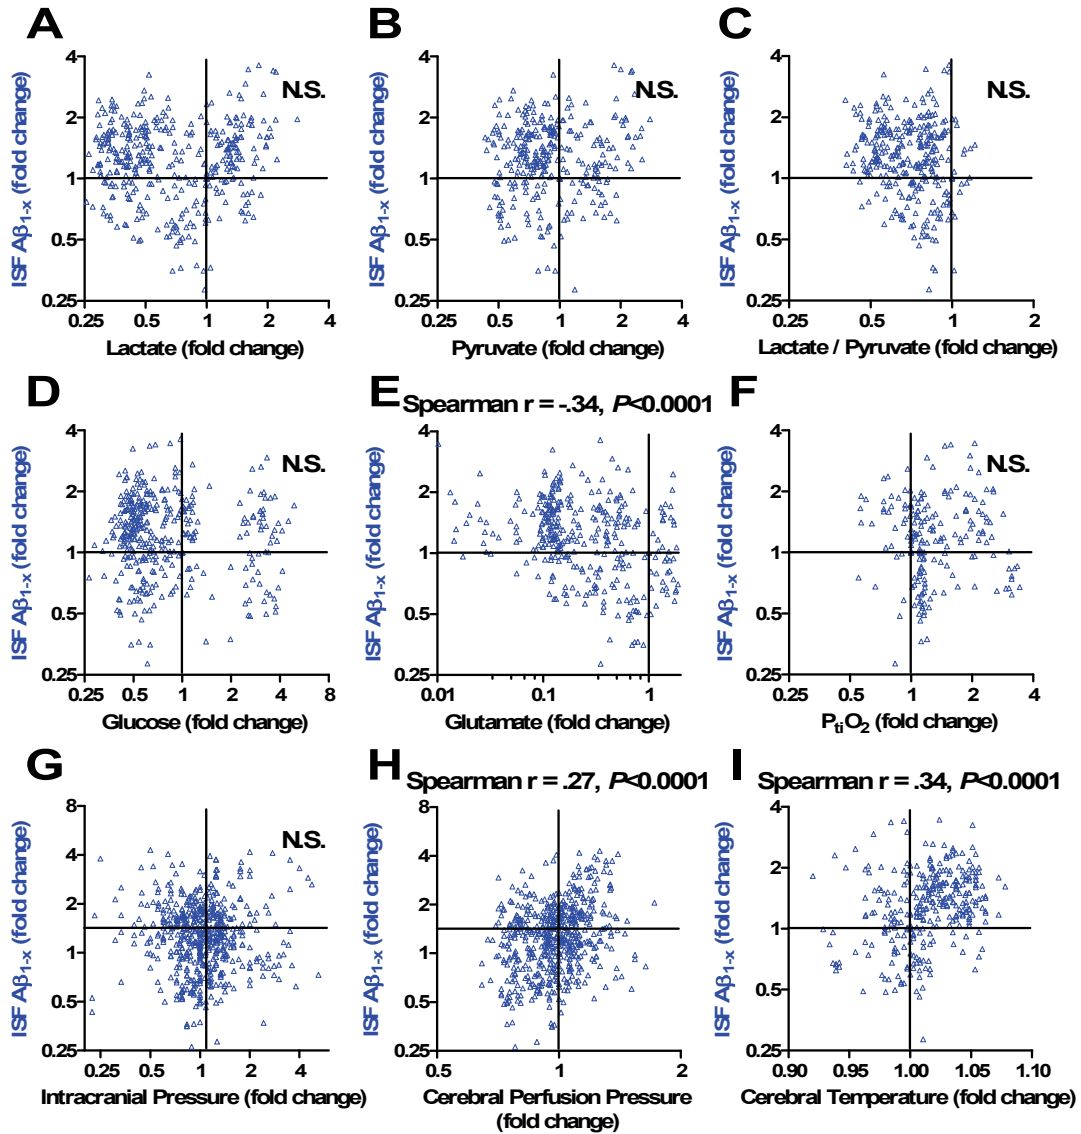 A
B
C
4
2
1
0.5
0.25
ISF Aβ1-x (fold change)
N.S.
0.25 0.5 1 2 4
Lactate (fold change)
4
2
1
0.5
0.25
ISF Aβ1-x (fold change)
N.S.
0.25 0.5 1 2 4
Pyruvate (fold change)
4
2
1
0.5
0.25
ISF Aβ1-x (fold change)
N.S.
0.25 0.5 1 2
Lactate / Pyruvate (fold change)
D
4
2
1
0.5
0.25
ISF Aβ1-x (fold change)
N.S.
0.25 0.5 1 2 4 8
Glucose (fold change)
E
Spearman r = -.34, P<0.0001
4
2
1
0.5
0.25
ISF Aβ1-x (fold change)
0.01 0.1 1
Glutamate (fold change)
F
4
2
1
0.5
0.25
ISF Aβ1-x (fold change)
N.S.
0.25 0.5 1 2 4
PtiO2 (fold change)
G
8
4
2
1
0.5
0.25
ISF Aβ1-x (fold change)
N.S.
0.25 0.5 1 2 4
Intracranial Pressure (fold change)
H
Spearman r = .27, P<0.0001
8
4
2
1
0.5
0.25
ISF Aβ1-x (fold change)
0.5 1 2
Cerebral Perfusion Pressure
(fold change)
I
Spearman r = .34, P<0.0001
4
2
1
0.5
0.25
ISF Aβ1-x (fold change)
0.90 0.95 1.00 1.05 1.10
Cerebral Temperature (fold change)